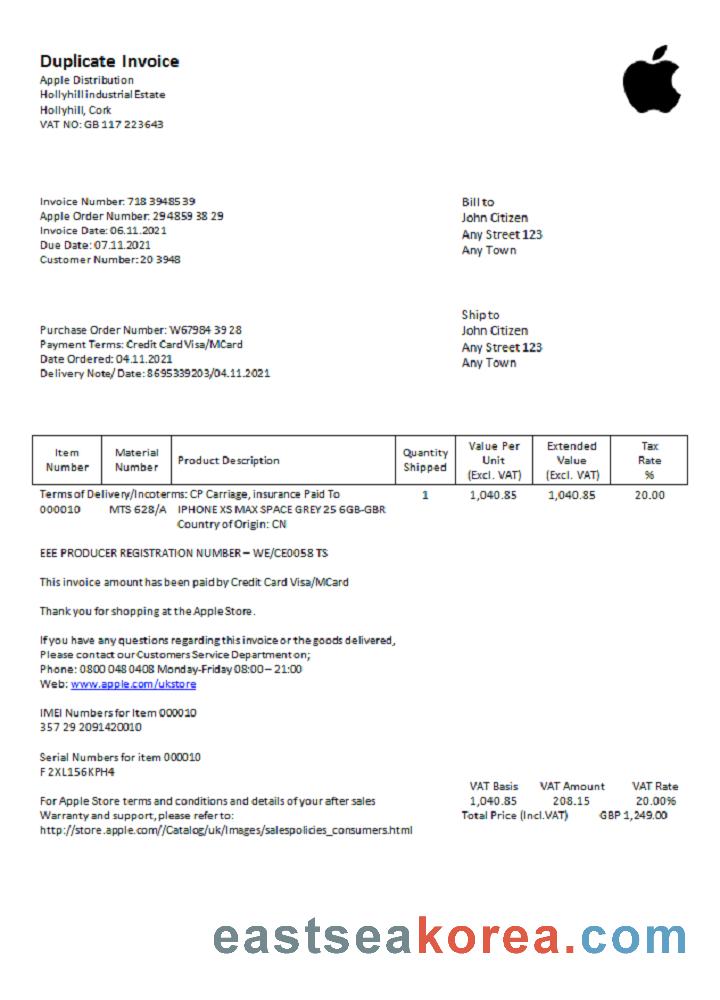 Duplicate Invoice
Apple Distribution
Hollyhill industrial Estate
Hollyhill, Cork
VAT NO: GB 117 223643
Invoice Number: 718 3948539
Apple Order Number: 294859 38 29
Invoice Date: 06.11.2021
Due Date: 07.11.2021
Customer Number: 20 3948
Bill to
John Citizen
Any Street 123
Any Town
Ship to
John Citizen
Any Street 123
Any Town
Purchase Order Number: W67984 39 28
Payment Terms: Credit Card Visa/MCard
Date Ordered: 04.11.2021
Delivery Note/ Date: 8695339203/04.11.2021
Item Number Material Number Product Description Quantity Shipped Value Per Unit (Excl. VAT) Extended Value (Excl. VAT) Tax Rate %
Terms of Delivery/Incoterms: CP Carriage, insurance Paid To 1 1,040.85 1,040.85 20.00
000010 MTS 628/A IPHONE XS MAX SPACE GREY 25 6GB-GBR
Country of Origin: CN
EEE PRODUCER REGISTRATION NUMBER – WE/CE0058 TS
This invoice amount has been paid by Credit Card Visa/MCard
Thank you for shopping at the Apple Store.
If you have any questions regarding this invoice or the goods delivered,
Please contact our Customers Service Department on;
Phone: 0800 048 0408 Monday-Friday 08:00 – 21:00
Web: www.apple.com/ukstore
IMEI Numbers for Item 000010
357 29 2091420010
Serial Numbers for item 000010
F 2XL156KPH4
VAT Basis VAT Amount VAT Rate
1,040.85 208.15 20.00%
Total Price (Incl.VAT) GBP 1,249.00
For Apple Store terms and conditions and details of your after sales
Warranty and support, please refer to:
http://store.apple.com//Catalog/uk/Images/salespolicies_consumers.html
eastseakorea.com